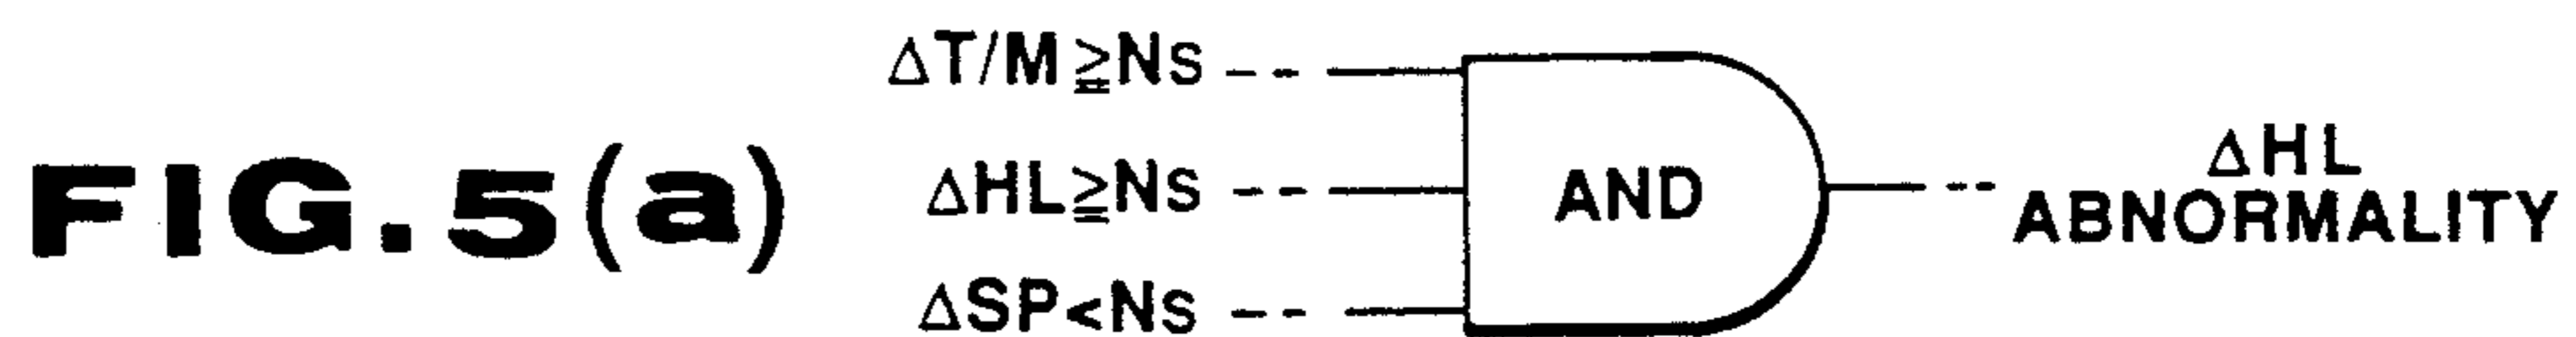 FIG.5(a)
ΔT/M≧Ns
ΔHL≧Ns
ΔSP<Ns
AND
ΔHL
ABNORMALITY